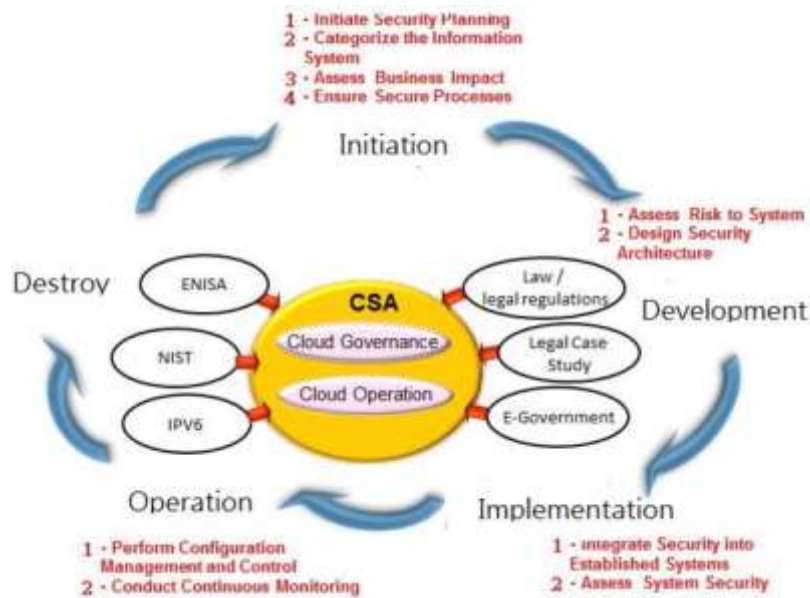 1 - Initiate Security Planning
2 - Categorize the Information
System
3 - Assess Business Impact
4 - Ensure Secure Processes
Initiation
1 - Assess Risk to System
2 - Design Security
Architecture
Development
Destroy
ENISA
NIST
IPV6
CSA
Cloud Governance
Cloud Operation
Law /
legal regulations
Legal Case
Study
E-Government
Operation
1 - Perform Configuration
Management and Control
2 - Conduct Continuous Monitoring
Implementation
1 - Integrate Security into
Established Systems
2 - Assess System Security